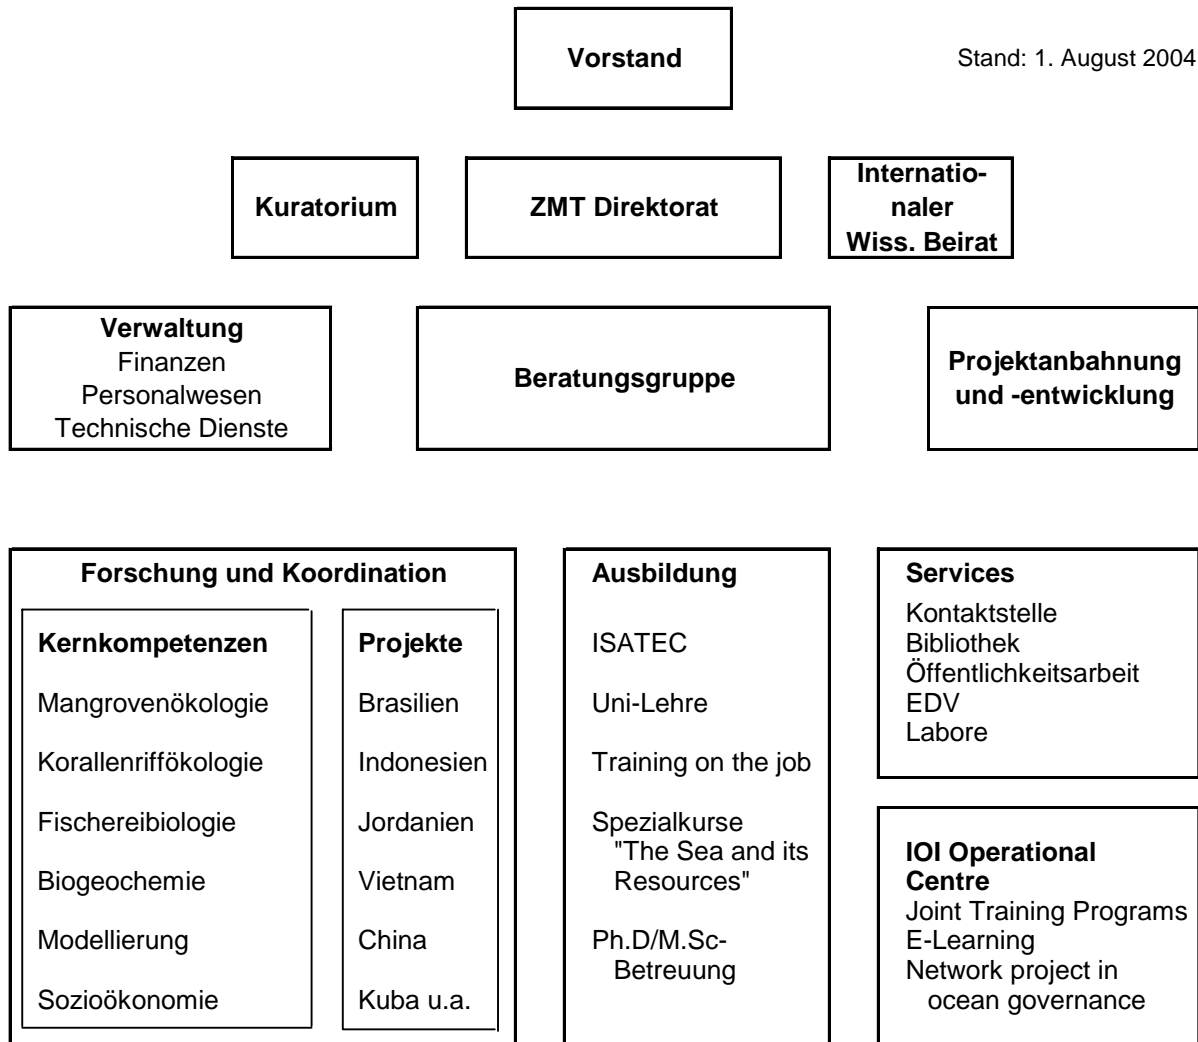 Vorstand
Stand: 1. August 2004
Kuratorium
ZMT Direktorat
Internatio-
naler
Wiss. Beirat
Verwaltung
Finanzen
Personalwesen
Technische Dienste
Beratungsgruppe
Projektanbahnung
und -entwicklung
Forschung und Koordination
Kernkompetenzen
Mangrovenökologie
Korallenriffökologie
Fischereibiologie
Biogeochemie
Modellierung
Sozioökonomie
Projekte
Brasilien
Indonesien
Jordanien
Vietnam
China
Kuba u.a.
Ausbildung
ISATEC
Uni-Lehre
Training on the job
Spezialkurse
"The Sea and its
Resources"
Ph.D/M.Sc-
Betreuung
Services
Kontaktstelle
Bibliothek
Öffentlichkeitsarbeit
EDV
Labore
IOI Operational
Centre
Joint Training Programs
E-Learning
Network project in
ocean governance